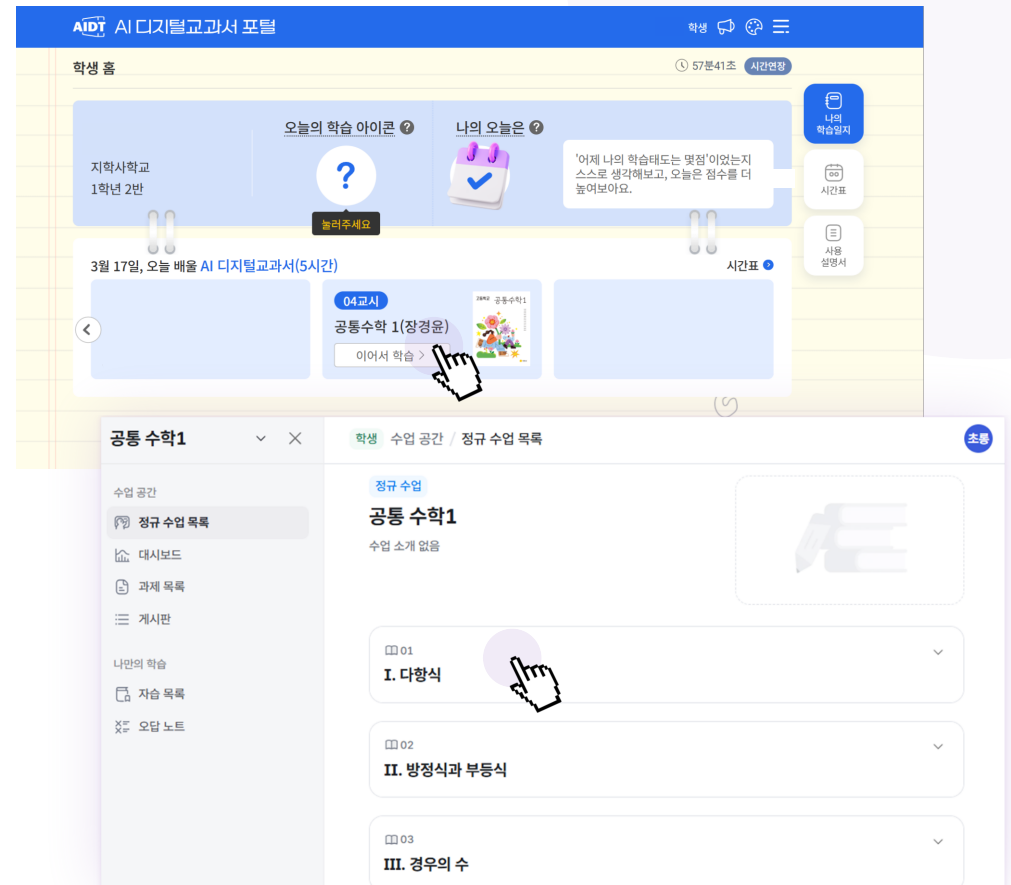 AIDT AI 디지털교과서 포털
학생
학생 홈
57분41초 시간연장
나의
학습일지
시간표
사용
설명서
지학사학교
1학년 2반
오늘의 학습 아이콘 ?
?
눌러주세요
나의 오늘은 ?
'어제 나의 학습태도는 몇점'이었는지
스스로 생각해보고, 오늘은 점수를 더
높여보아요.
3월 17일, 오늘 배울 AI 디지털교과서(5시간)
시간표
04교시
공통수학 1(장경윤)
이어서 학습 >
고등학교 공통수학1
공통 수학1
학생 수업 공간 / 정규 수업 목록
초롱
수업 공간
정규 수업 목록
대시보드
과제 목록
게시판
나만의 학습
자습 목록
오답 노트
정규 수업
공통 수학1
수업 소개 없음
01
I. 다항식
02
II. 방정식과 부등식
03
III. 경우의 수